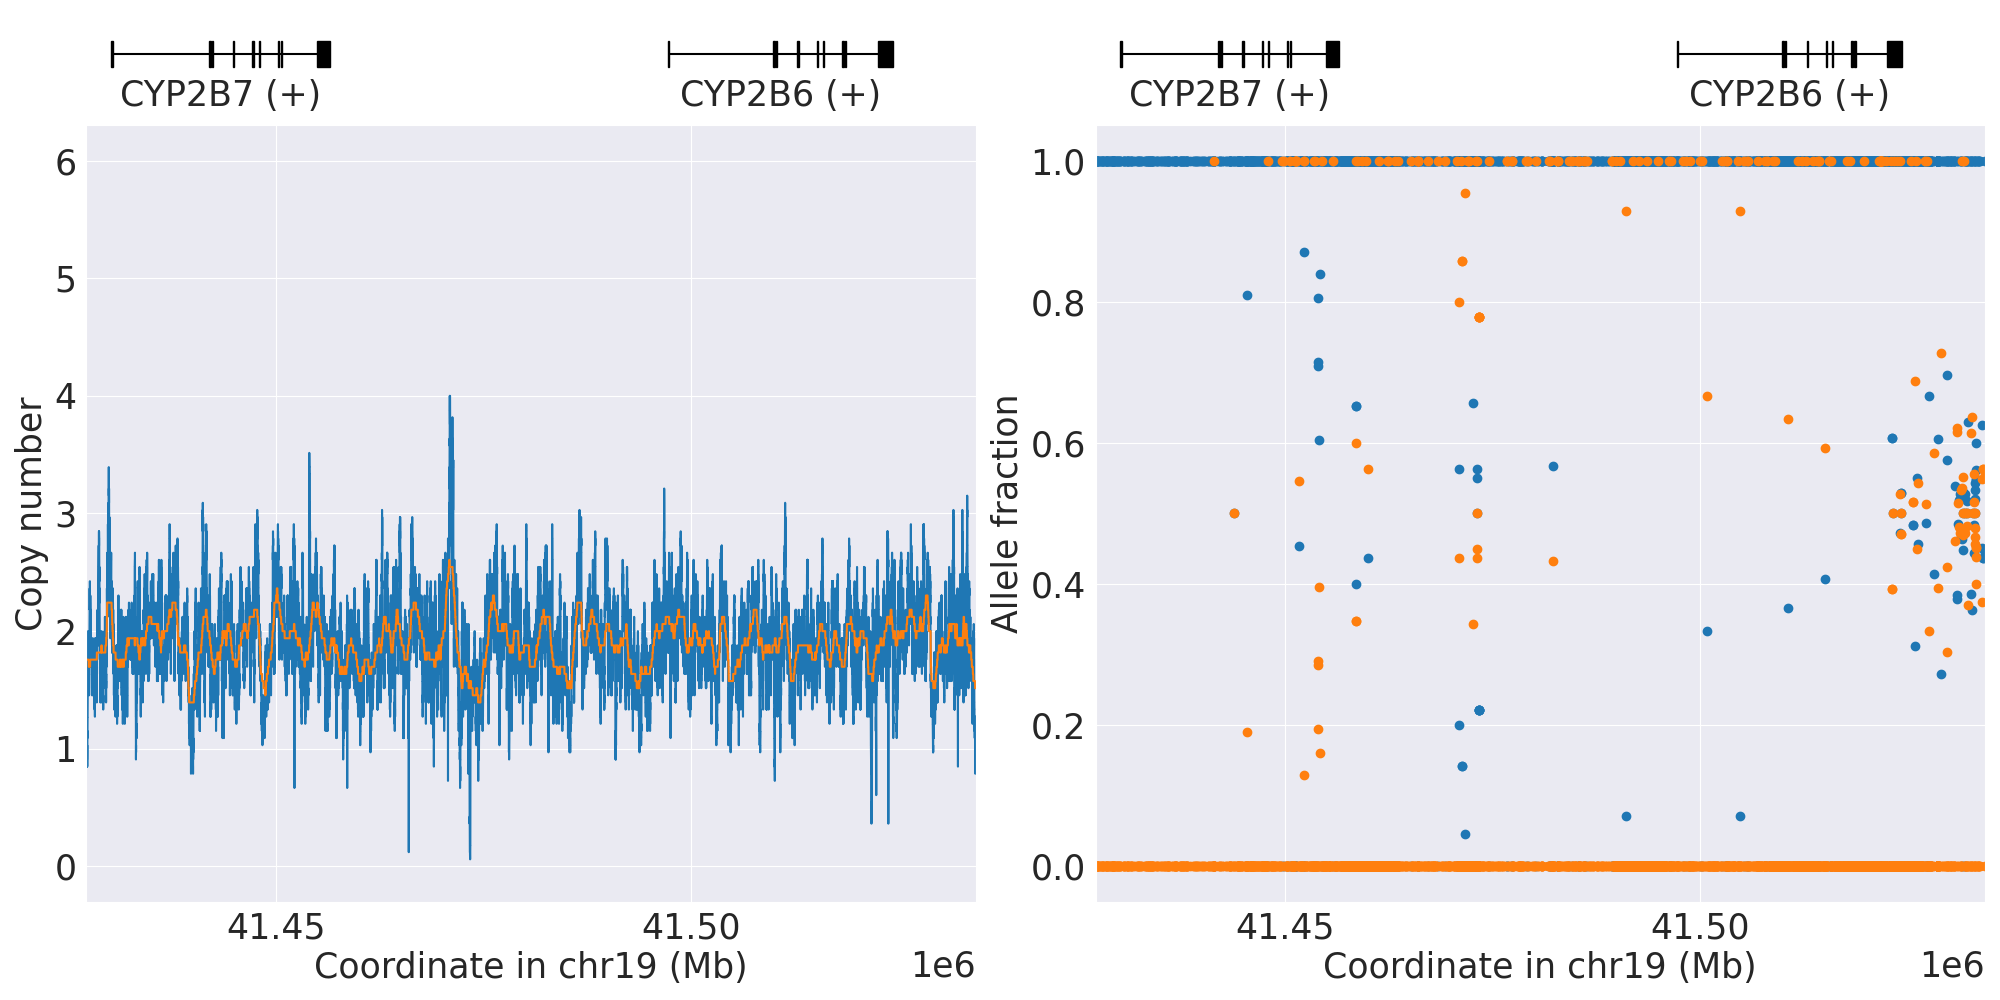 CYP2B7 (+)
CYP2B6 (+)
CYP2B7 (+)
CYP2B6 (+)
Copy number
6
5
4
3
2
1
0
41.45
41.50
Coordinate in chr19 (Mb)
1e6
Allele fraction
1.0
0.8
0.6
0.4
0.2
0.0
41.45
41.50
Coordinate in chr19 (Mb)
1e6